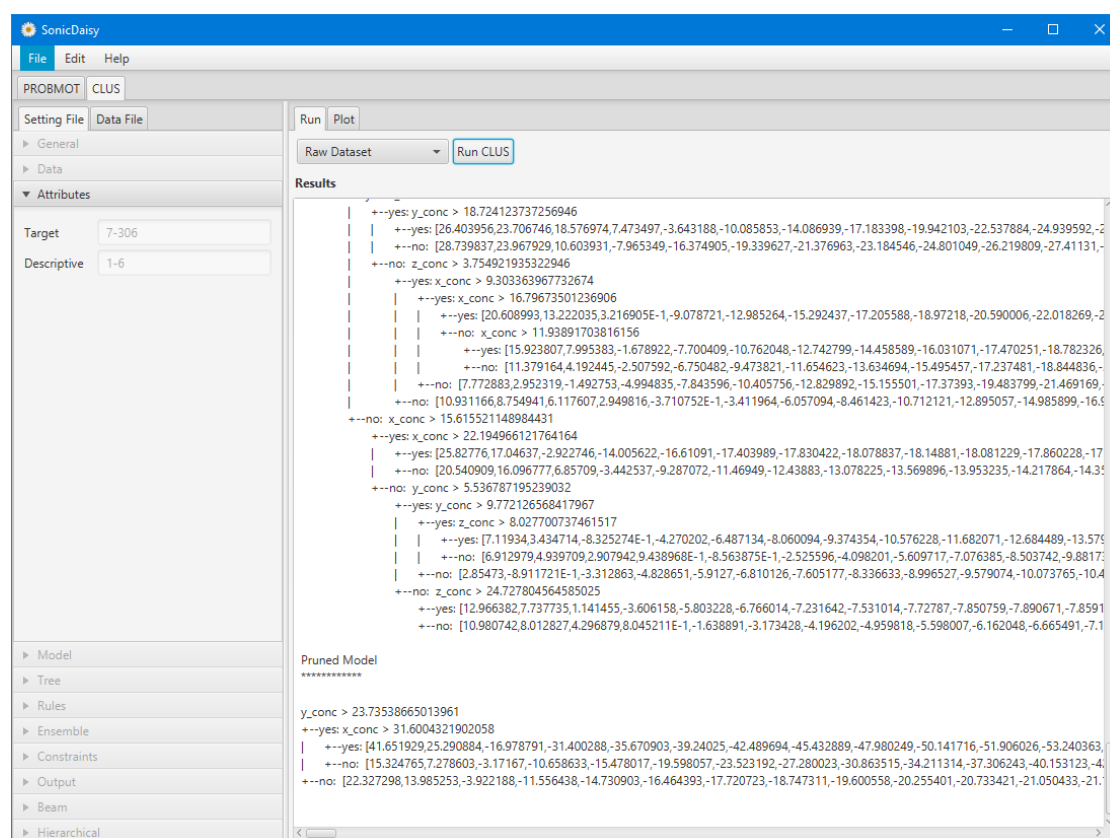 SonicDaisy
File Edit Help
PROBMOT CLUS
Setting File Data File
General
Data
Attributes
Target 7-306
Descriptive 1-6
Model
Tree
Rules
Ensemble
Constraints
Output
Beam
Hierarchical
Run Plot
Raw Dataset Run CLUS
Results
| +--yes: y_conc > 18.724123737256946
| | +--yes: [26.403956,23.706746,18.576974,7.473497,-3.643188,-10.085853,-14.086939,-17.183398,-19.942103,-22.537884,-24.939592,-2
| | +--no: [28.739837,23.967929,10.603931,-7.965349,-16.374905,-19.339627,-21.376963,-23.184546,-24.801049,-26.219809,-27.41131,-
| +--no: z_conc > 3.754921935322946
| +--yes: x_conc > 9.303363967732674
| | +--yes: x_conc > 16.79673501236906
| | | +--yes: [20.608993,13.222035,3.216905E-1,-9.078721,-12.985264,-15.292437,-17.205588,-18.97218,-20.590006,-22.018269,-2
| | | +--no: x_conc > 11.93891703816156
| | | +--yes: [15.923807,7.995383,-1.678922,-7.700409,-10.762048,-12.742799,-14.458589,-16.031071,-17.470251,-18.782326,
| | | +--no: [11.379164,4.192445,-2.507592,-6.750482,-9.473821,-11.654623,-13.634694,-15.495457,-17.237481,-18.844836,-
| | +--no: [7.772883,2.952319,-1.492753,-4.994835,-7.843596,-10.405756,-12.829892,-15.155501,-17.37393,-19.483799,-21.469169,-
| +--no: [10.931166,8.754941,6.117607,2.949816,-3.710752E-1,-3.411964,-6.057094,-8.461423,-10.712121,-12.895057,-14.985899,-16.9
+--no: x_conc > 15.615521148984431
+--yes: x_conc > 22.194966121764164
| +--yes: [25.82776,17.04637,-2.922746,-14.005622,-16.61091,-17.403989,-17.830422,-18.078837,-18.14881,-18.081229,-17.860228,-17
| +--no: [20.540909,16.096777,6.85709,-3.442537,-9.287072,-11.46949,-12.43883,-13.078225,-13.569896,-13.953235,-14.217864,-14.35
+--no: y_conc > 5.536787195239032
+--yes: y_conc > 9.772126568417967
| +--yes: z_conc > 8.027700737461517
| | +--yes: [7.11934,3.434714,-8.325274E-1,-4.270202,-6.487134,-8.060094,-9.374354,-10.576228,-11.682071,-12.684489,-13.579
| | +--no: [6.912979,4.939709,2.907942,9.438968E-1,-8.563875E-1,-2.525596,-4.098201,-5.609717,-7.076385,-8.503742,-9.88173
| +--no: [2.85473,-8.911721E-1,-3.312863,-4.828651,-5.9127,-6.810126,-7.605177,-8.336633,-8.996527,-9.579074,-10.073765,-10.4
+--no: z_conc > 24.727804564585025
+--yes: [12.966382,7.737735,1.141455,-3.606158,-5.803228,-6.766014,-7.231642,-7.531014,-7.72787,-7.850759,-7.890671,-7.8591
+--no: [10.980742,8.012827,4.296879,8.045211E-1,-1.638891,-3.173428,-4.196202,-4.959818,-5.598007,-6.162048,-6.665491,-7.1
Pruned Model
************
y_conc > 23.73538665013961
+--yes: x_conc > 31.6004321902058
| +--yes: [41.651929,25.290884,-16.978791,-31.400288,-35.670903,-39.24025,-42.489694,-45.432889,-47.980249,-50.141716,-51.906026,-53.240363,
| +--no: [15.324765,7.278603,-3.17167,-10.658633,-15.478017,-19.598057,-23.523192,-27.280023,-30.863515,-34.211314,-37.306243,-40.153123,-4
+--no: [22.327298,13.985253,-3.922188,-11.556438,-14.730903,-16.464393,-17.720723,-18.747311,-19.600558,-20.255401,-20.733421,-21.050433,-21.